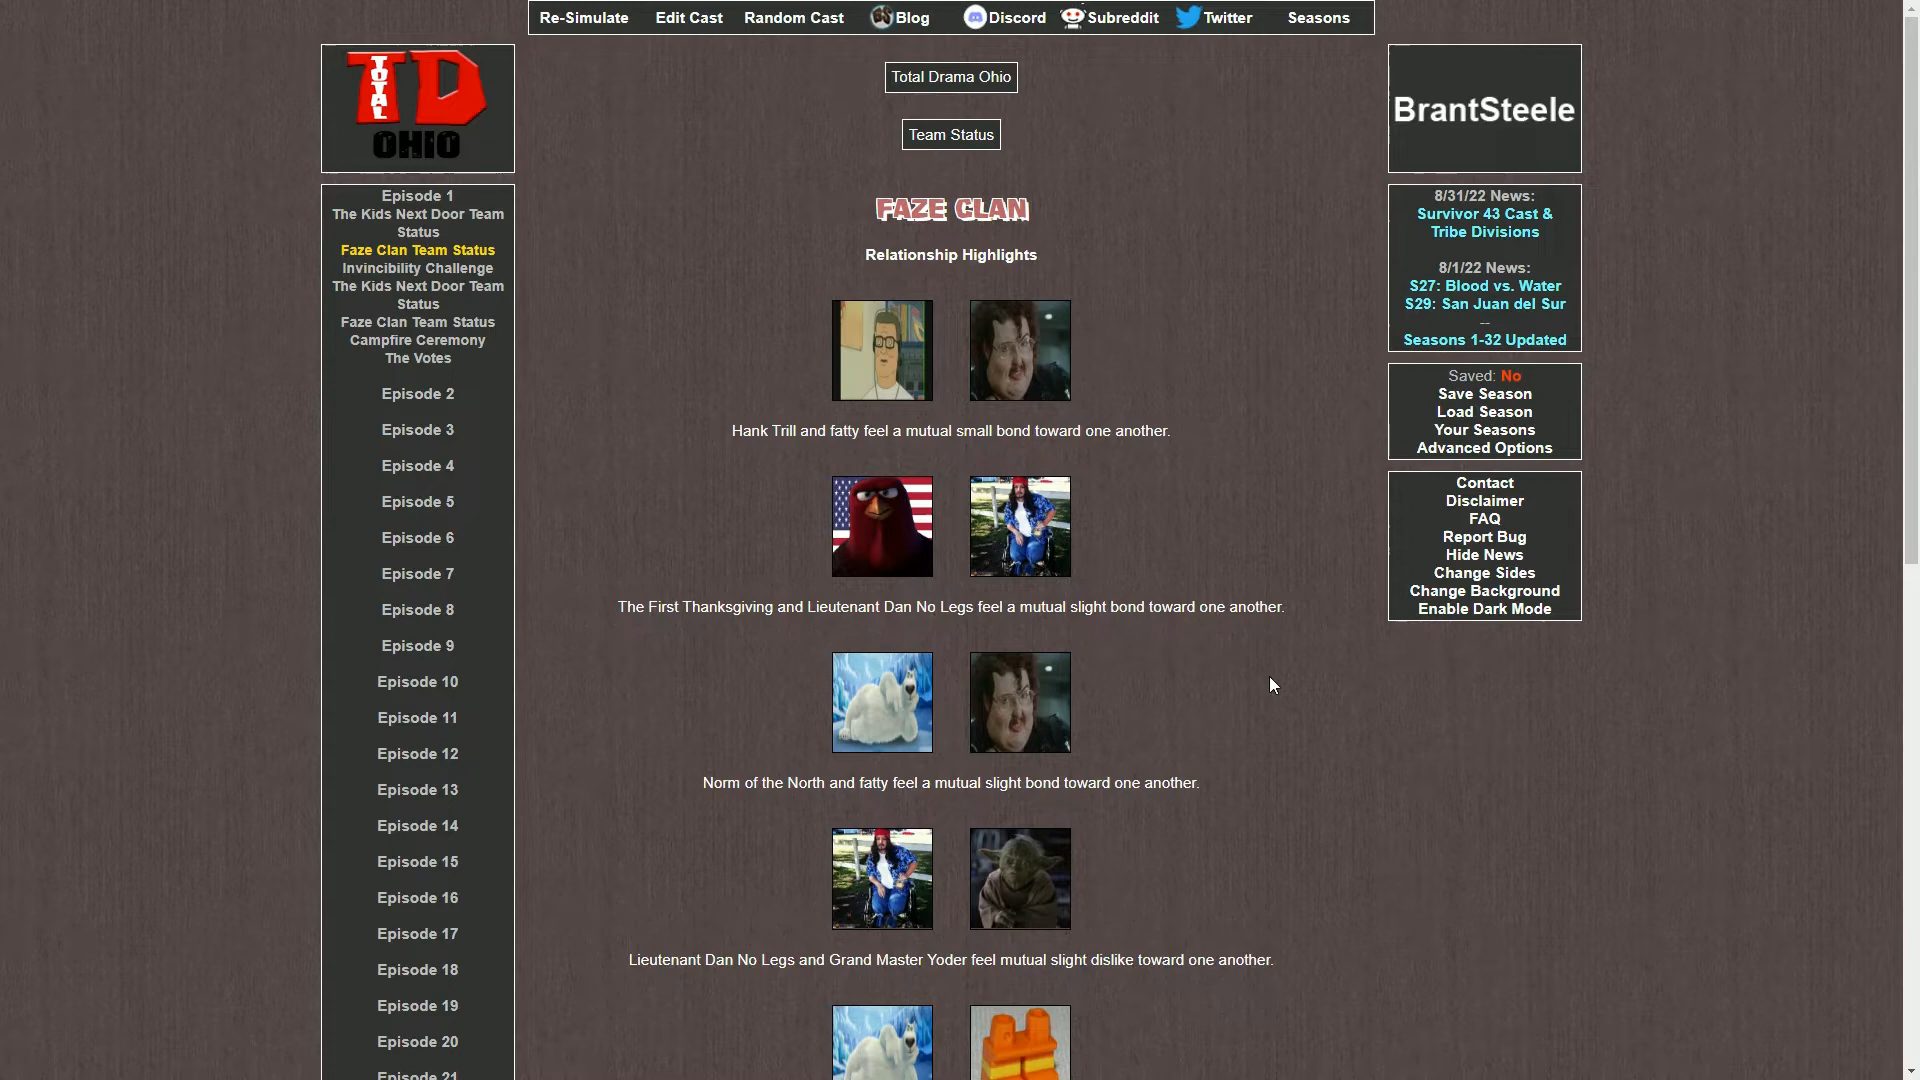 Re-Simulate
Edit Cast
Random Cast
Blog
Discord
Subreddit
Twitter
Seasons
TOTAL
TD
OHIO
Episode 1
The Kids Next Door Team
Status
Faze Clan Team Status
Invincibility Challenge
The Kids Next Door Team
Status
Faze Clan Team Status
Campfire Ceremony
The Votes
Episode 2
Episode 3
Episode 4
Episode 5
Episode 6
Episode 7
Episode 8
Episode 9
Episode 10
Episode 11
Episode 12
Episode 13
Episode 14
Episode 15
Episode 16
Episode 17
Episode 18
Episode 19
Episode 20
Episode 21
Total Drama Ohio
Team Status
FAZE CLAN
Relationship Highlights
Hank Trill and fatty feel a mutual small bond toward one another.
The First Thanksgiving and Lieutenant Dan No Legs feel a mutual slight bond toward one another.
Norm of the North and fatty feel a mutual slight bond toward one another.
Lieutenant Dan No Legs and Grand Master Yoder feel mutual slight dislike toward one another.
BrantSteele
8/31/22 News:
Survivor 43 Cast &
Tribe Divisions
8/1/22 News:
S27: Blood vs. Water
S29: San Juan del Sur
--
Seasons 1-32 Updated
Saved: No
Save Season
Load Season
Your Seasons
Advanced Options
Contact
Disclaimer
FAQ
Report Bug
Hide News
Change Sides
Change Background
Enable Dark Mode